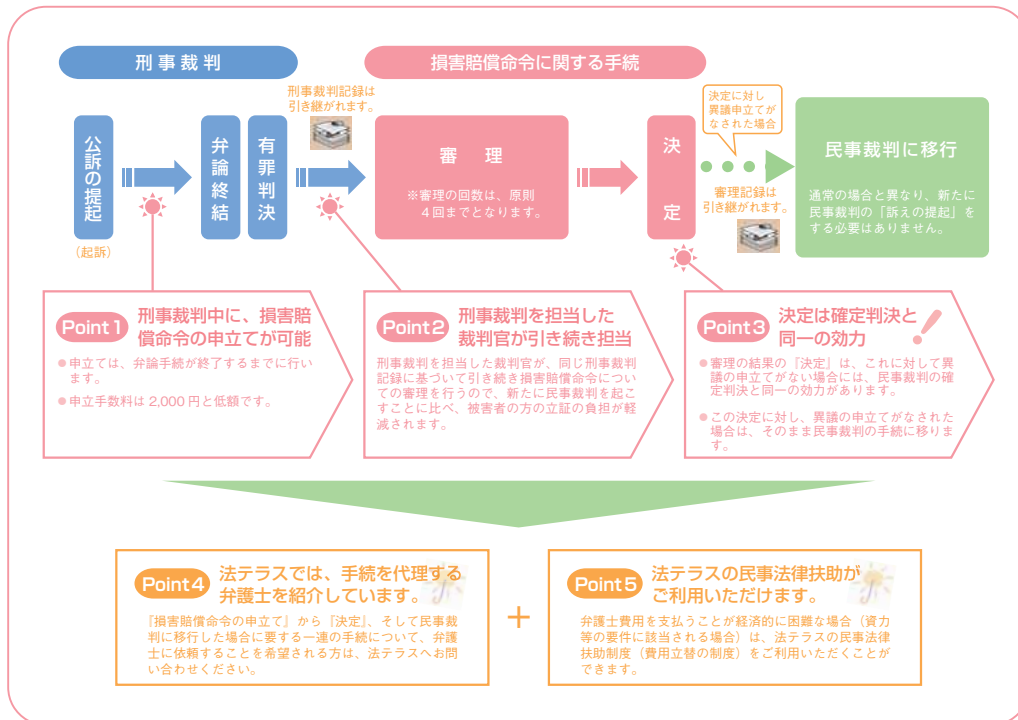 刑事裁判
損害賠償命令に関する手続
刑事裁判記録は
引き継がれます。
公訴の提起
(起訴)
弁論終結
有罪判決
審理
※審理の回数は、原則
4回までとなります。
決定
決定に対し
異議申立てが
なされた場合
審理記録は
引き継がれます。
民事裁判に移行
通常の場合と異なり、新たに
民事裁判の「訴えの提起」を
する必要はありません。
Point1
刑事裁判中に、損害賠
償命令の申立てが可能
●申立ては、弁論手続が終了するまでに行い
ます。
●申立手数料は 2,000 円と低額です。
Point2
刑事裁判を担当した
裁判官が引き続き担当
刑事裁判を担当した裁判官が、同じ刑事裁判
記録に基づいて引き続き損害賠償命令につい
ての審理を行うので、新たに民事裁判を起こ
すことに比べ、被害者の方の立証の負担が軽
減されます。
Point3
決定は確定判決と
同一の効力!
●審理の結果の『決定』は、これに対して異
議の申立てがない場合には、民事裁判の確
定判決と同一の効力があります。
●この決定に対し、異議の申立てがなされた
場合は、そのまま民事裁判の手続に移りま
す。
Point4
法テラスでは、手続を代理する
弁護士を紹介しています。
『損害賠償命令の申立て』から『決定』、そして民事裁
判に移行した場合に要する一連の手続について、弁護
士に依頼することを希望される方は、法テラスへお問
い合わせください。
+
Point5
法テラスの民事法律扶助が
ご利用いただけます。
弁護士費用を支払うことが経済的に困難な場合(資力
等の要件に該当される場合)は、法テラスの民事法律
扶助制度(費用立替の制度)をご利用いただくことが
できます。